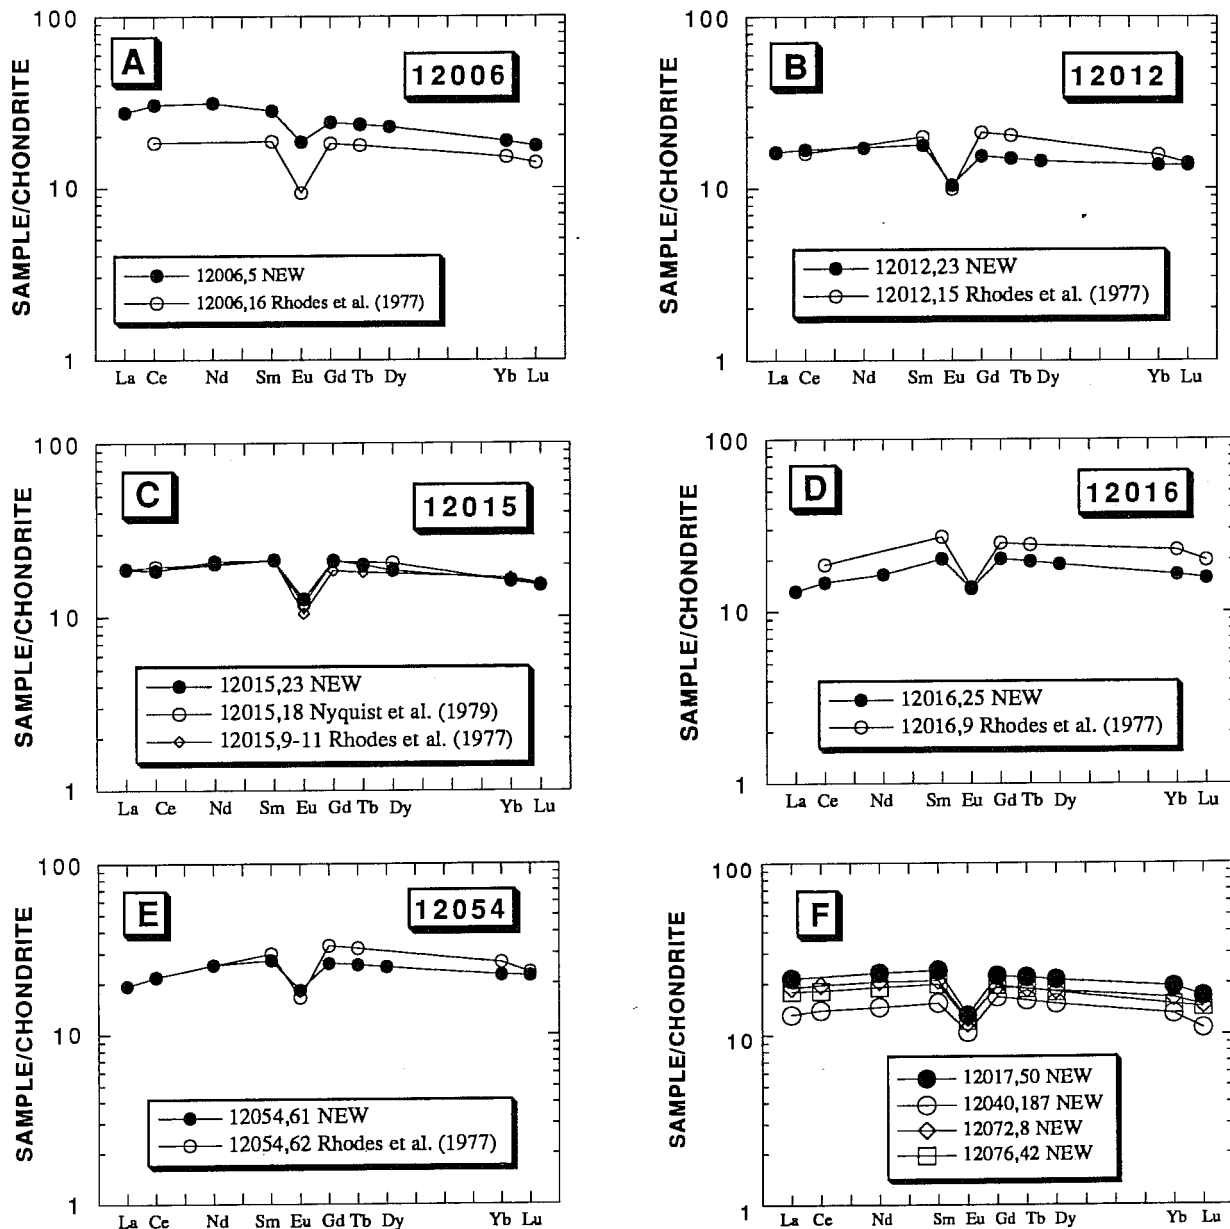 100
10
1
SAMPLE/CHONDRITE
A
12006
12006,5 NEW
12006,16 Rhodes et al. (1977)
La Ce Nd Sm Eu Gd Tb Dy Yb Lu
100
10
1
SAMPLE/CHONDRITE
B
12012
12012,23 NEW
12012,15 Rhodes et al. (1977)
La Ce Nd Sm Eu Gd Tb Dy Yb Lu
100
10
1
SAMPLE/CHONDRITE
C
12015
12015,23 NEW
12015,18 Nyquist et al. (1979)
12015,9-11 Rhodes et al. (1977)
La Ce Nd Sm Eu Gd Tb Dy Yb Lu
100
10
1
SAMPLE/CHONDRITE
D
12016
12016,25 NEW
12016,9 Rhodes et al. (1977)
La Ce Nd Sm Eu Gd Tb Dy Yb Lu
100
10
1
SAMPLE/CHONDRITE
E
12054
12054,61 NEW
12054,62 Rhodes et al. (1977)
La Ce Nd Sm Eu Gd Tb Dy Yb Lu
100
10
1
SAMPLE/CHONDRITE
F
12017,50 NEW
12040,187 NEW
12072,8 NEW
12076,42 NEW
La Ce Nd Sm Eu Gd Tb Dy Yb Lu